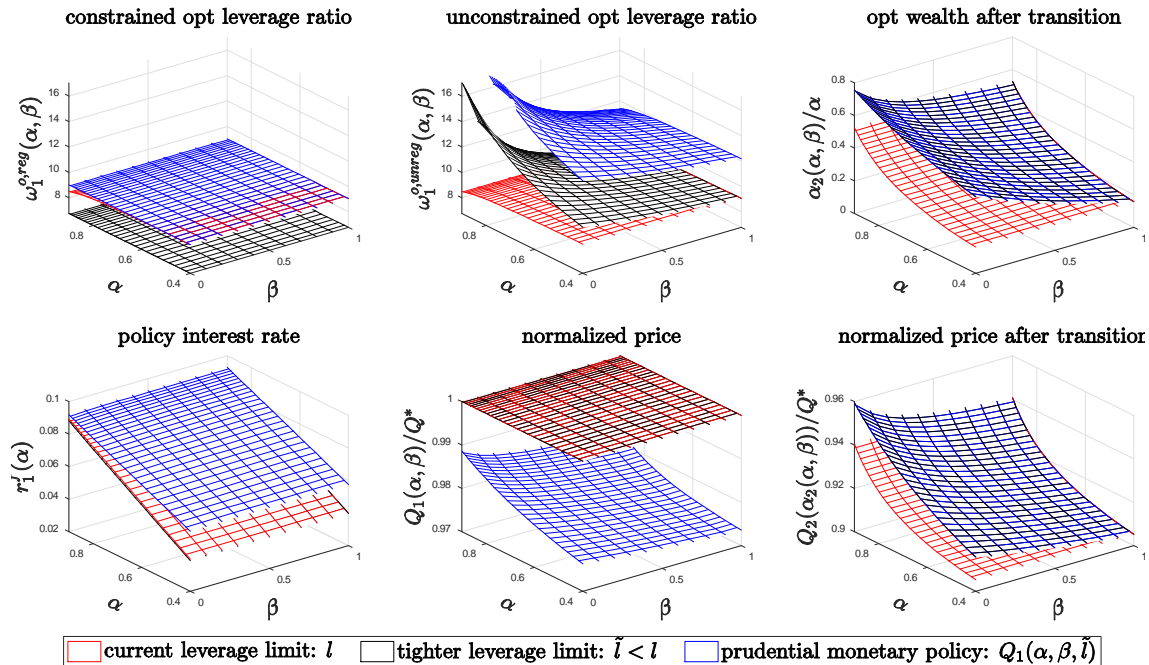 constrained opt leverage ratio
unconstrained opt leverage ratio
opt wealth after transition
ω₁^{o,reg}(α, β)
16
14
12
10
8
0.8
0.6
0.4
0
0.5
1
α
β
ω₁^{o,unreg}(α, β)
16
14
12
10
8
0.8
0.6
0.4
0
0.5
1
α
β
α₂(α, β)/α
0.8
0.6
0.4
0.2
0
0.8
0.6
0.4
0
0.5
1
α
β
policy interest rate
normalized price
normalized price after transition
r₁^f(α)
0.1
0.08
0.06
0.04
0.02
0.8
0.6
0.4
0
0.5
1
α
β
Q₁(α, β)/Q*
1
0.99
0.98
0.97
0.8
0.6
0.4
0
0.5
1
α
β
Q₂(α₂(α, β))/Q*
0.96
0.94
0.92
0.9
0.8
0.6
0.4
0
0.5
1
α
β
current leverage limit: l
tighter leverage limit: l̃ < l
prudential monetary policy: Q₁(α, β, l̃)